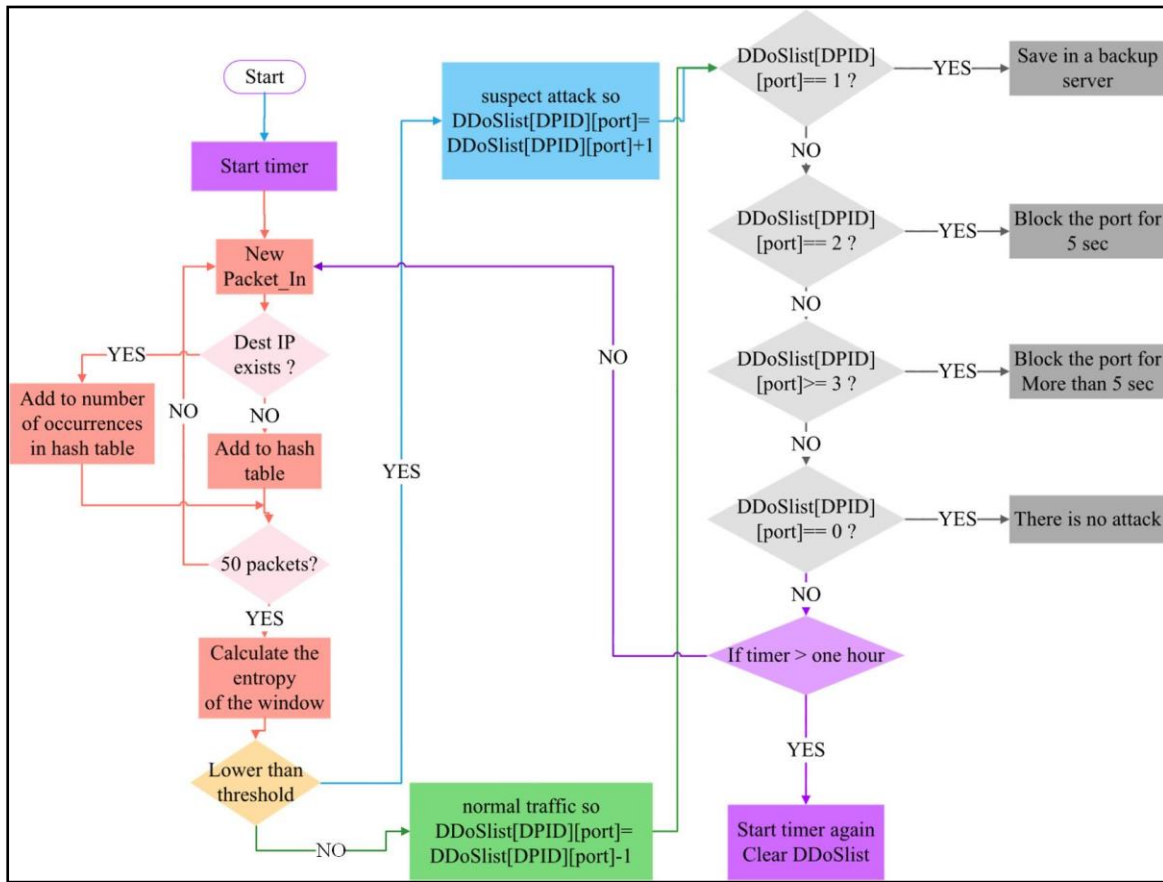 Start
Start timer
New
Packet_In
Dest IP
exists ?
YES
Add to number
of occurrences
in hash table
NO
NO
Add to hash
table
50 packets?
YES
Calculate the
entropy
of the window
Lower than
threshold
YES
suspect attack so
DDoSlist[DPID][port]=
DDoSlist[DPID][port]+1
NO
normal traffic so
DDoSlist[DPID][port]=
DDoSlist[DPID][port]-1
DDoSlist[DPID]
[port]== 1 ?
YES
Save in a backup
server
NO
DDoSlist[DPID]
[port]== 2 ?
YES
Block the port for
5 sec
NO
DDoSlist[DPID]
[port]>= 3 ?
YES
Block the port for
More than 5 sec
NO
DDoSlist[DPID]
[port]== 0 ?
YES
There is no attack
NO
If timer > one hour
NO
YES
Start timer again
Clear DDoSlist